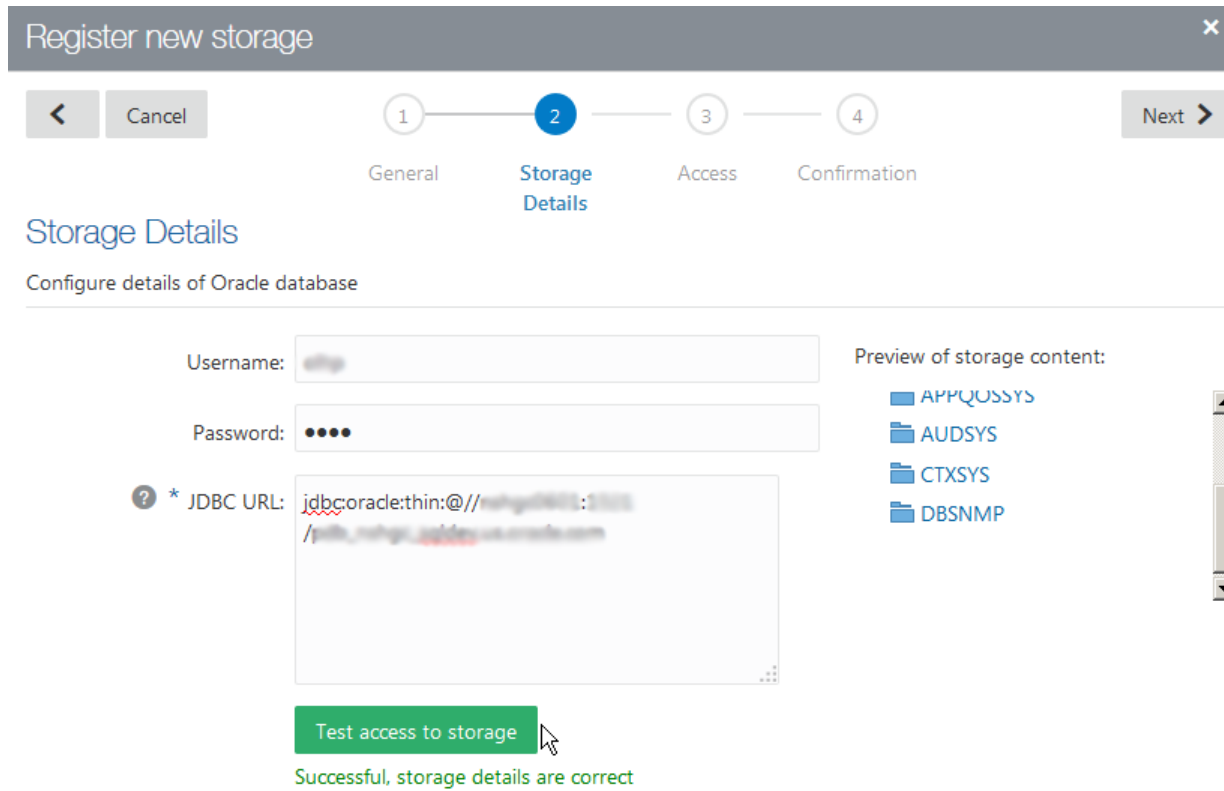 Register new storage
Cancel
1
2
3
4
Next
General
Storage
Details
Access
Confirmation
Storage Details
Configure details of Oracle database
Username:
Preview of storage content:
APPQOSSYS
Password: ••••
AUDSYS
CTXSYS
? * JDBC URL: jdbc:oracle:thin:@//
DBSNMP
Test access to storage
Successful, storage details are correct